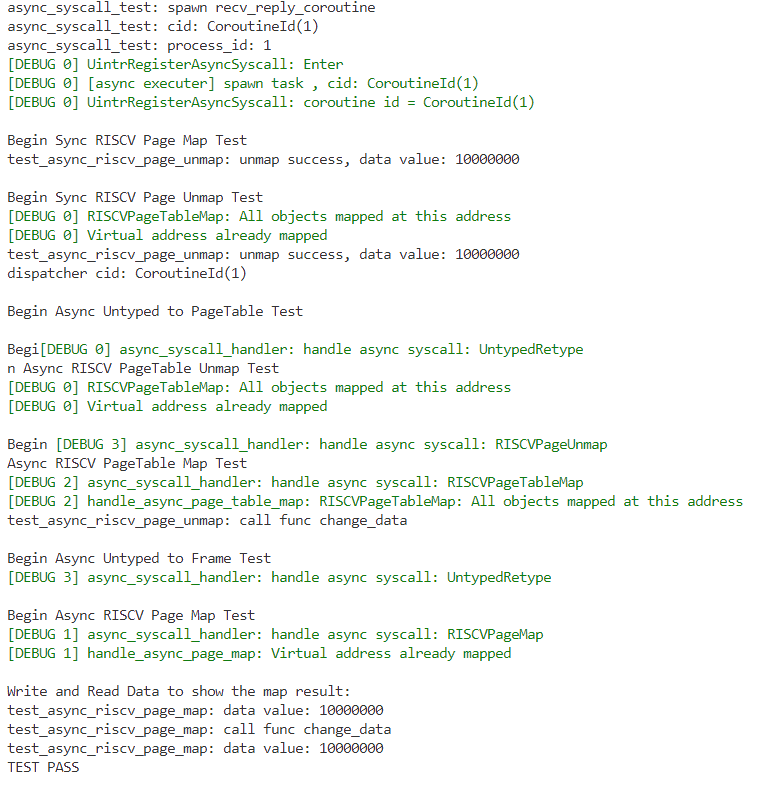 async_syscall_test: spawn recv_reply_coroutine
async_syscall_test: cid: CoroutineId(1)
async_syscall_test: process_id: 1
[DEBUG 0] UintrRegisterAsyncSyscall: Enter
[DEBUG 0] [async executer] spawn task , cid: CoroutineId(1)
[DEBUG 0] UintrRegisterAsyncSyscall: coroutine id = CoroutineId(1)

Begin Sync RISCV Page Map Test
test_async_riscv_page_unmap: unmap success, data value: 10000000

Begin Sync RISCV Page Unmap Test
[DEBUG 0] RISCVPageTableMap: All objects mapped at this address
[DEBUG 0] Virtual address already mapped
test_async_riscv_page_unmap: unmap success, data value: 10000000
dispatcher cid: CoroutineId(1)

Begin Async Untyped to PageTable Test

Begi[DEBUG 0] async_syscall_handler: handle async syscall: UntypedRetype
n Async RISCV PageTable Unmap Test
[DEBUG 0] RISCVPageTableMap: All objects mapped at this address
[DEBUG 0] Virtual address already mapped

Begin [DEBUG 3] async_syscall_handler: handle async syscall: RISCVPageUnmap
Async RISCV PageTable Map Test
[DEBUG 2] async_syscall_handler: handle async syscall: RISCVPageTableMap
[DEBUG 2] handle_async_page_table_map: RISCVPageTableMap: All objects mapped at this address
test_async_riscv_page_unmap: call func change_data

Begin Async Untyped to Frame Test
[DEBUG 3] async_syscall_handler: handle async syscall: UntypedRetype

Begin Async RISCV Page Map Test
[DEBUG 1] async_syscall_handler: handle async syscall: RISCVPageMap
[DEBUG 1] handle_async_page_map: Virtual address already mapped

Write and Read Data to show the map result:
test_async_riscv_page_map: data value: 10000000
test_async_riscv_page_map: call func change_data
test_async_riscv_page_map: data value: 10000000
TEST PASS